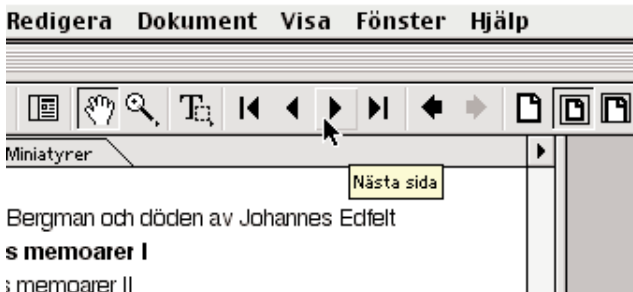 Redigera Dokument Visa Fönster Hjälp
Miniatyrer
Nästa sida
Bergman och döden av Johannes Edfelt
s memoarer I
s memoarer II